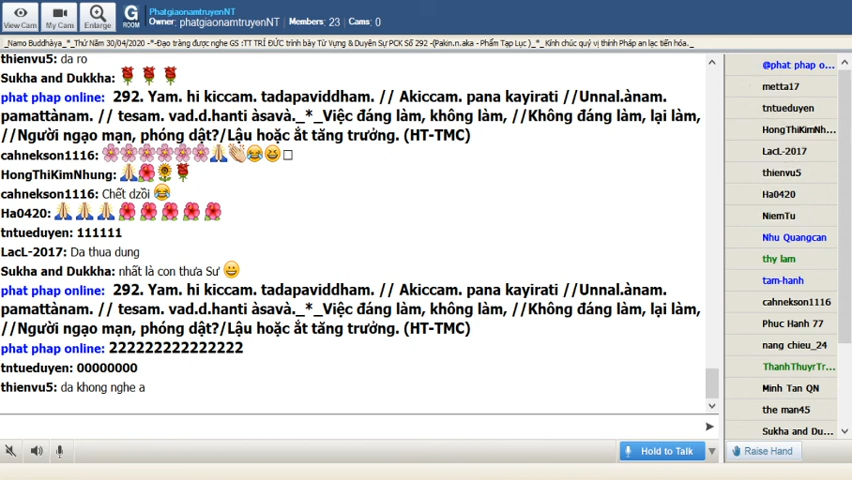 View Cam
My Cam
Enlarge
G
ROOM
PhatgiaonamtruyenNT
Owner: phatgiaonamtruyenNT Members: 23 Cams: 0
_Namo Buddhàya_*_Thứ Năm 30/04/2020 -*-Đạo tràng được nghe GS :TT TRÍ ĐỨC trình bày Từ Vựng & Duyên Sự PCK Số 292 -(Pakin.n.aka - Phẩm Tạp Lục )_*_ Kính chúc quý vị thính Pháp an lạc tiến hóa._
thienvu5: da ro
Sukha and Dukkha: 🌹 🌹 🌹
phat phap online: 292. Yam. hi kiccam. tadapaviddham. // Akiccam. pana kayirati //Unnal.ànam.
pamattànam. // tesam. vad.d.hanti àsavà._*_Việc đáng làm, không làm, //Không đáng làm, lại làm,
//Người ngạo mạn, phóng dật?/Lậu hoặc ắt tăng trưởng. (HT-TMC)
cahnekson1116: 🌸🌸🌸🌸🌸🌸🙏👏😂😆□
HongThiKimNhung: 🙏🌺🌻🌹
cahnekson1116: Chết dzồi 😂
Ha0420: 🙏 🙏 🙏 🌺 🌺 🌺 🌺 🌺
tntueduyen: 111111
LacL-2017: Da thua dung
Sukha and Dukkha: nhất là con thưa Sư 😀
phat phap online: 292. Yam. hi kiccam. tadapaviddham. // Akiccam. pana kayirati //Unnal.ànam.
pamattànam. // tesam. vad.d.hanti àsavà._*_Việc đáng làm, không làm, //Không đáng làm, lại làm,
//Người ngạo mạn, phóng dật?/Lậu hoặc ắt tăng trưởng. (HT-TMC)
phat phap online: 222222222222222
tntueduyen: 00000000
thienvu5: da khong nghe a
Hold to Talk
@phat phap o...
metta17
tntueduyen
HongThiKimNh...
LacL-2017
thienvu5
Ha0420
NiemTu
Nhu Quangcan
thy lam
tam-hanh
cahnekson1116
Phuc Hanh 77
nang chieu_24
ThanhThuyrTr...
Minh Tan QN
the man45
Sukha and Du...
Raise Hand